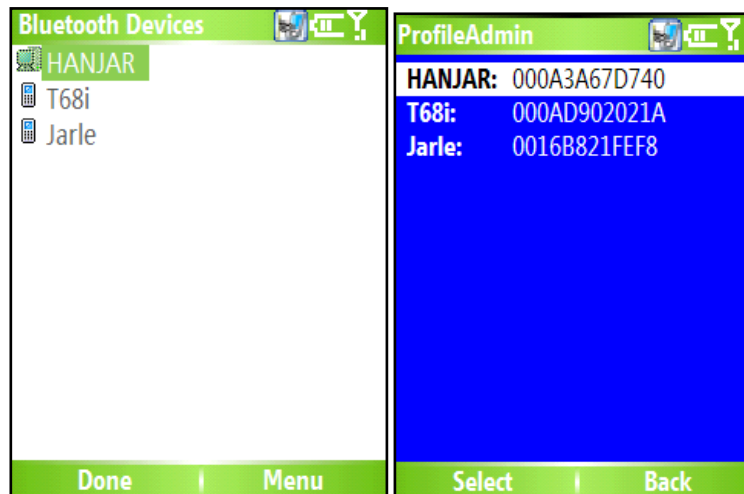 Bluetooth Devices
HANJAR
T68i
Jarle
Done Menu
ProfileAdmin
HANJAR: 000A3A67D740
T68i: 000AD902021A
Jarle: 0016B821FEF8
Select Back